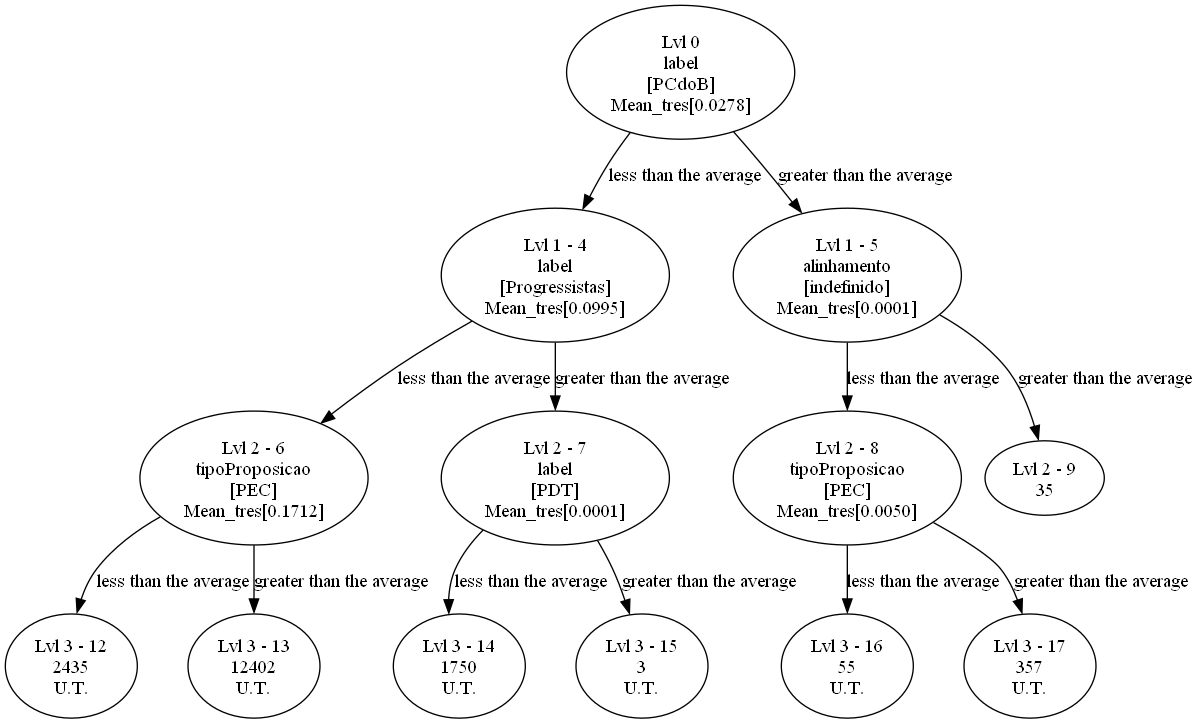 Lvl 0
label
[PCdoB]
Mean_tres[0.0278]
less than the average
greater than the average
Lvl 1 - 4
label
[Progressistas]
Mean_tres[0.0995]
Lvl 1 - 5
alinhamento
[indefinido]
Mean_tres[0.0001]
less than the average
greater than the average
less than the average
greater than the average
Lvl 2 - 6
tipoProposicao
[PEC]
Mean_tres[0.1712]
Lvl 2 - 7
label
[PDT]
Mean_tres[0.0001]
Lvl 2 - 8
tipoProposicao
[PEC]
Mean_tres[0.0050]
Lvl 2 - 9
35
less than the average
greater than the average
less than the average
greater than the average
less than the average
greater than the average
Lvl 3 - 12
2435
U.T.
Lvl 3 - 13
12402
U.T.
Lvl 3 - 14
1750
U.T.
Lvl 3 - 15
3
U.T.
Lvl 3 - 16
55
U.T.
Lvl 3 - 17
357
U.T.